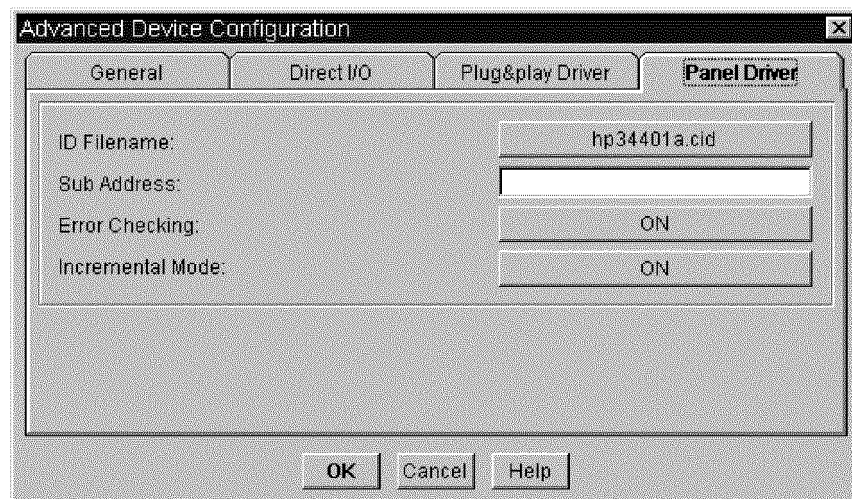 Advanced Device Configuration
General Direct I/O Plug&play Driver Panel Driver
ID Filename: hp34401a.cid
Sub Address:
Error Checking: ON
Incremental Mode: ON
OK Cancel Help